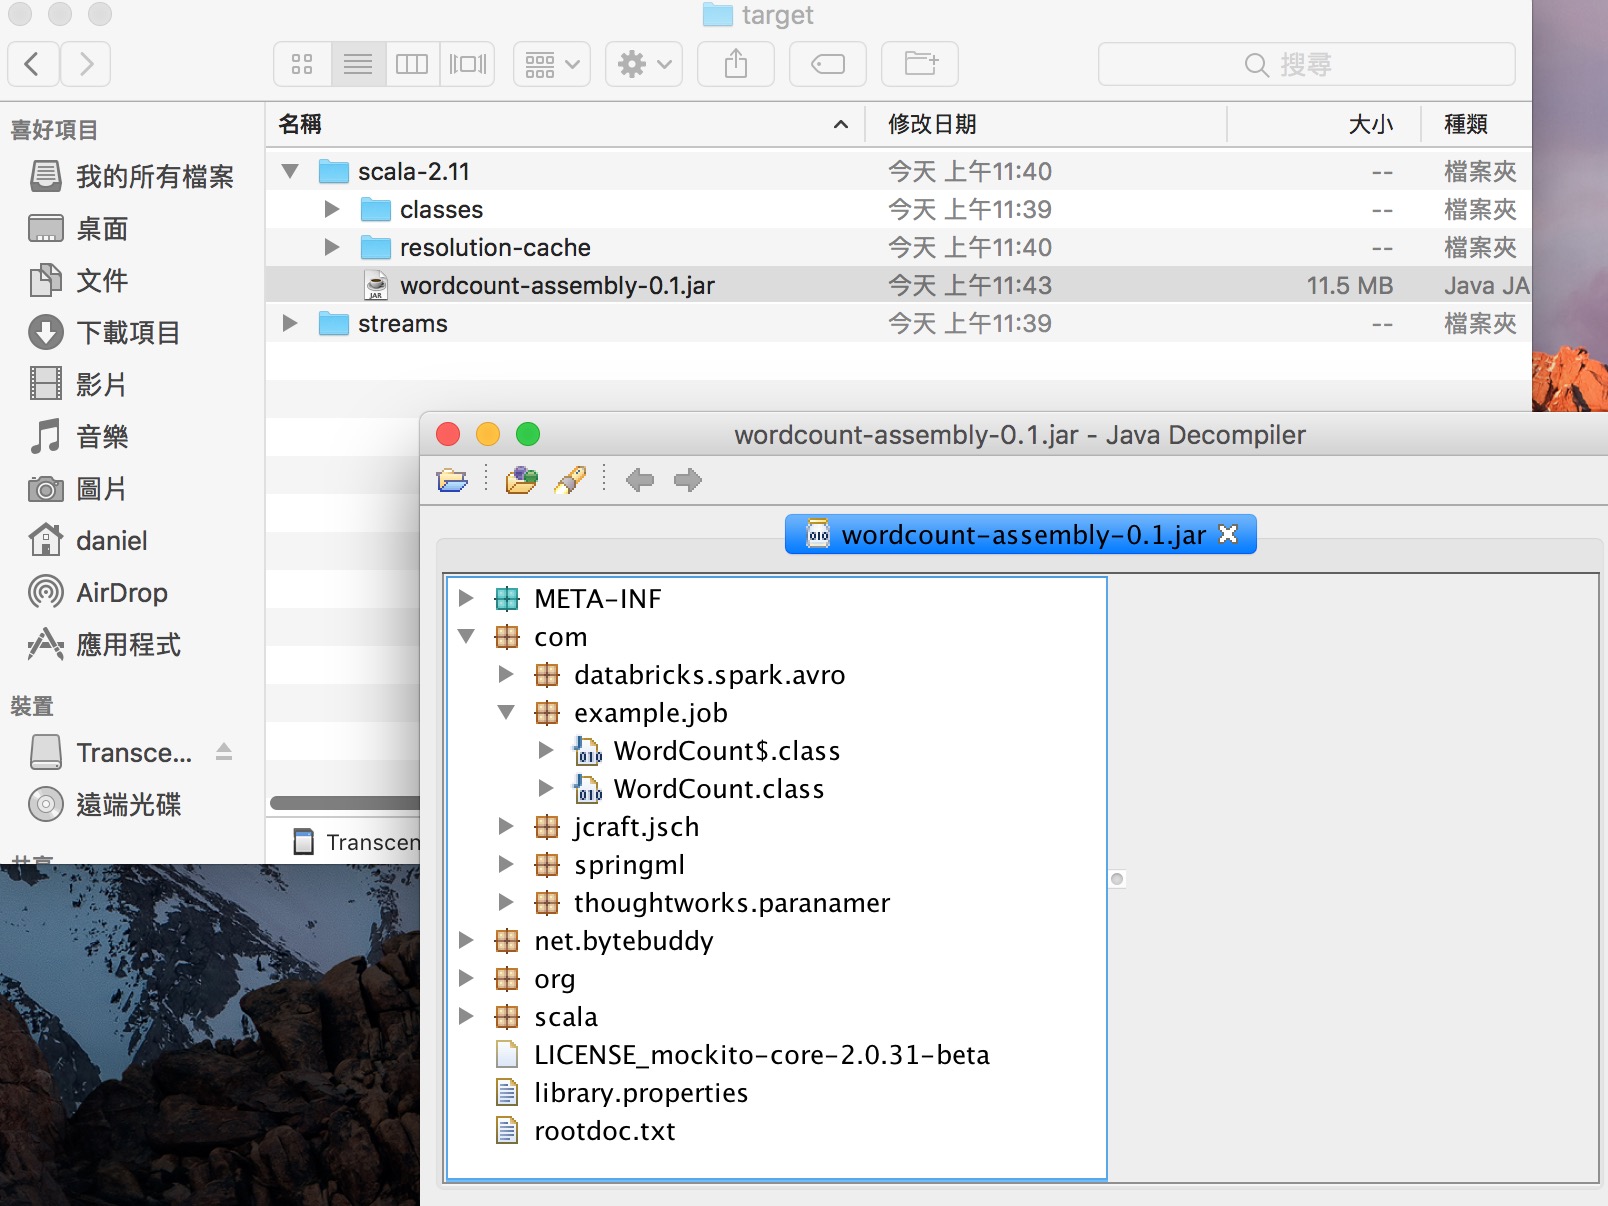 target
搜尋
喜好項目
我的所有檔案
桌面
文件
下載項目
影片
音樂
圖片
daniel
AirDrop
應用程式
裝置
Transce...
遠端光碟
共享
名稱 修改日期 大小 種類
scala-2.11 今天 上午11:40 -- 檔案夾
classes 今天 上午11:39 -- 檔案夾
resolution-cache 今天 上午11:40 -- 檔案夾
JAR wordcount-assembly-0.1.jar 今天 上午11:43 11.5 MB Java JA
streams 今天 上午11:39 -- 檔案夾
Transcen
wordcount-assembly-0.1.jar - Java Decompiler
010 wordcount-assembly-0.1.jar
META-INF
com
databricks.spark.avro
example.job
010 WordCount$.class
010 WordCount.class
jcraft.jsch
springml
thoughtworks.paranamer
net.bytebuddy
org
scala
LICENSE_mockito-core-2.0.31-beta
library.properties
rootdoc.txt